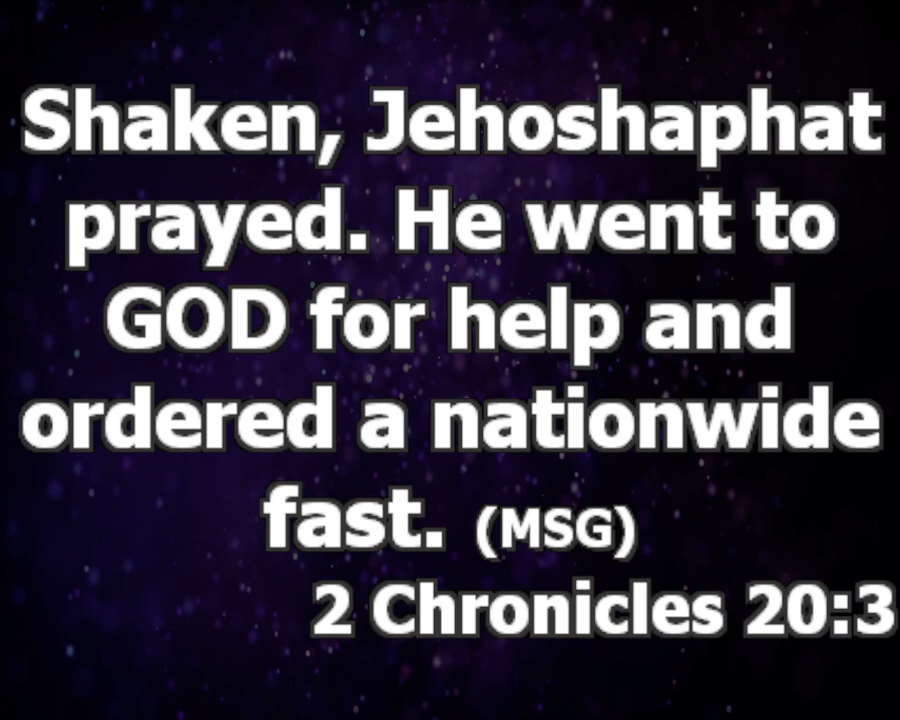 Shaken, Jehoshaphat
prayed. He went to
GOD for help and
ordered a nationwide
fast. (MSG)
2 Chronicles 20:3